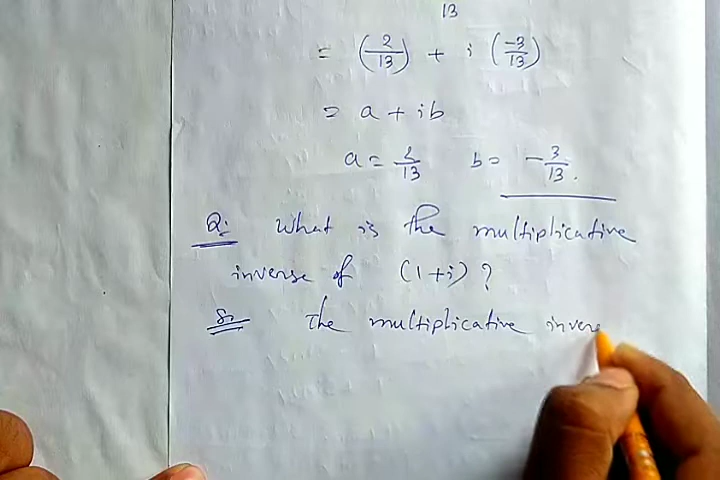 13
= (2/13) + i (-3/13)
= a + ib
a = 2/13 b = -3/13.
Q: What is the multiplicative
inverse of (1+i)?
The multiplicative invers